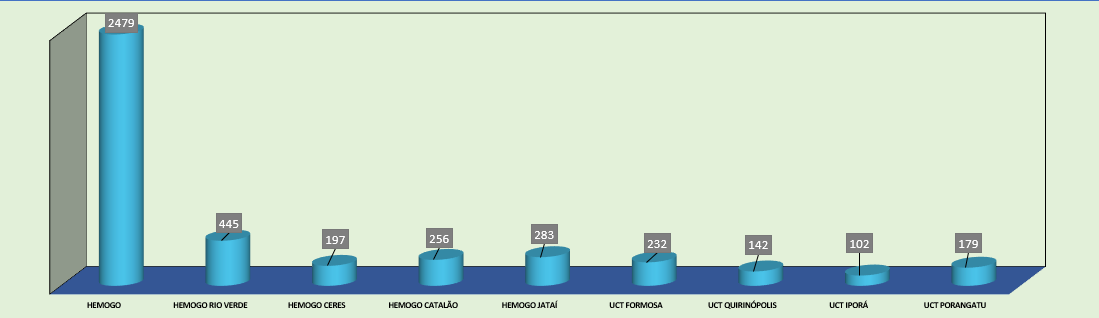 2479
445
197
256
283
232
142
102
179
HEMOGO
HEMOGO RIO VERDE
HEMOGO CERES
HEMOGO CATALÃO
HEMOGO JATAÍ
UCT FORMOSA
UCT QUIRINÓPOLIS
UCT IPORÁ
UCT PORANGATU